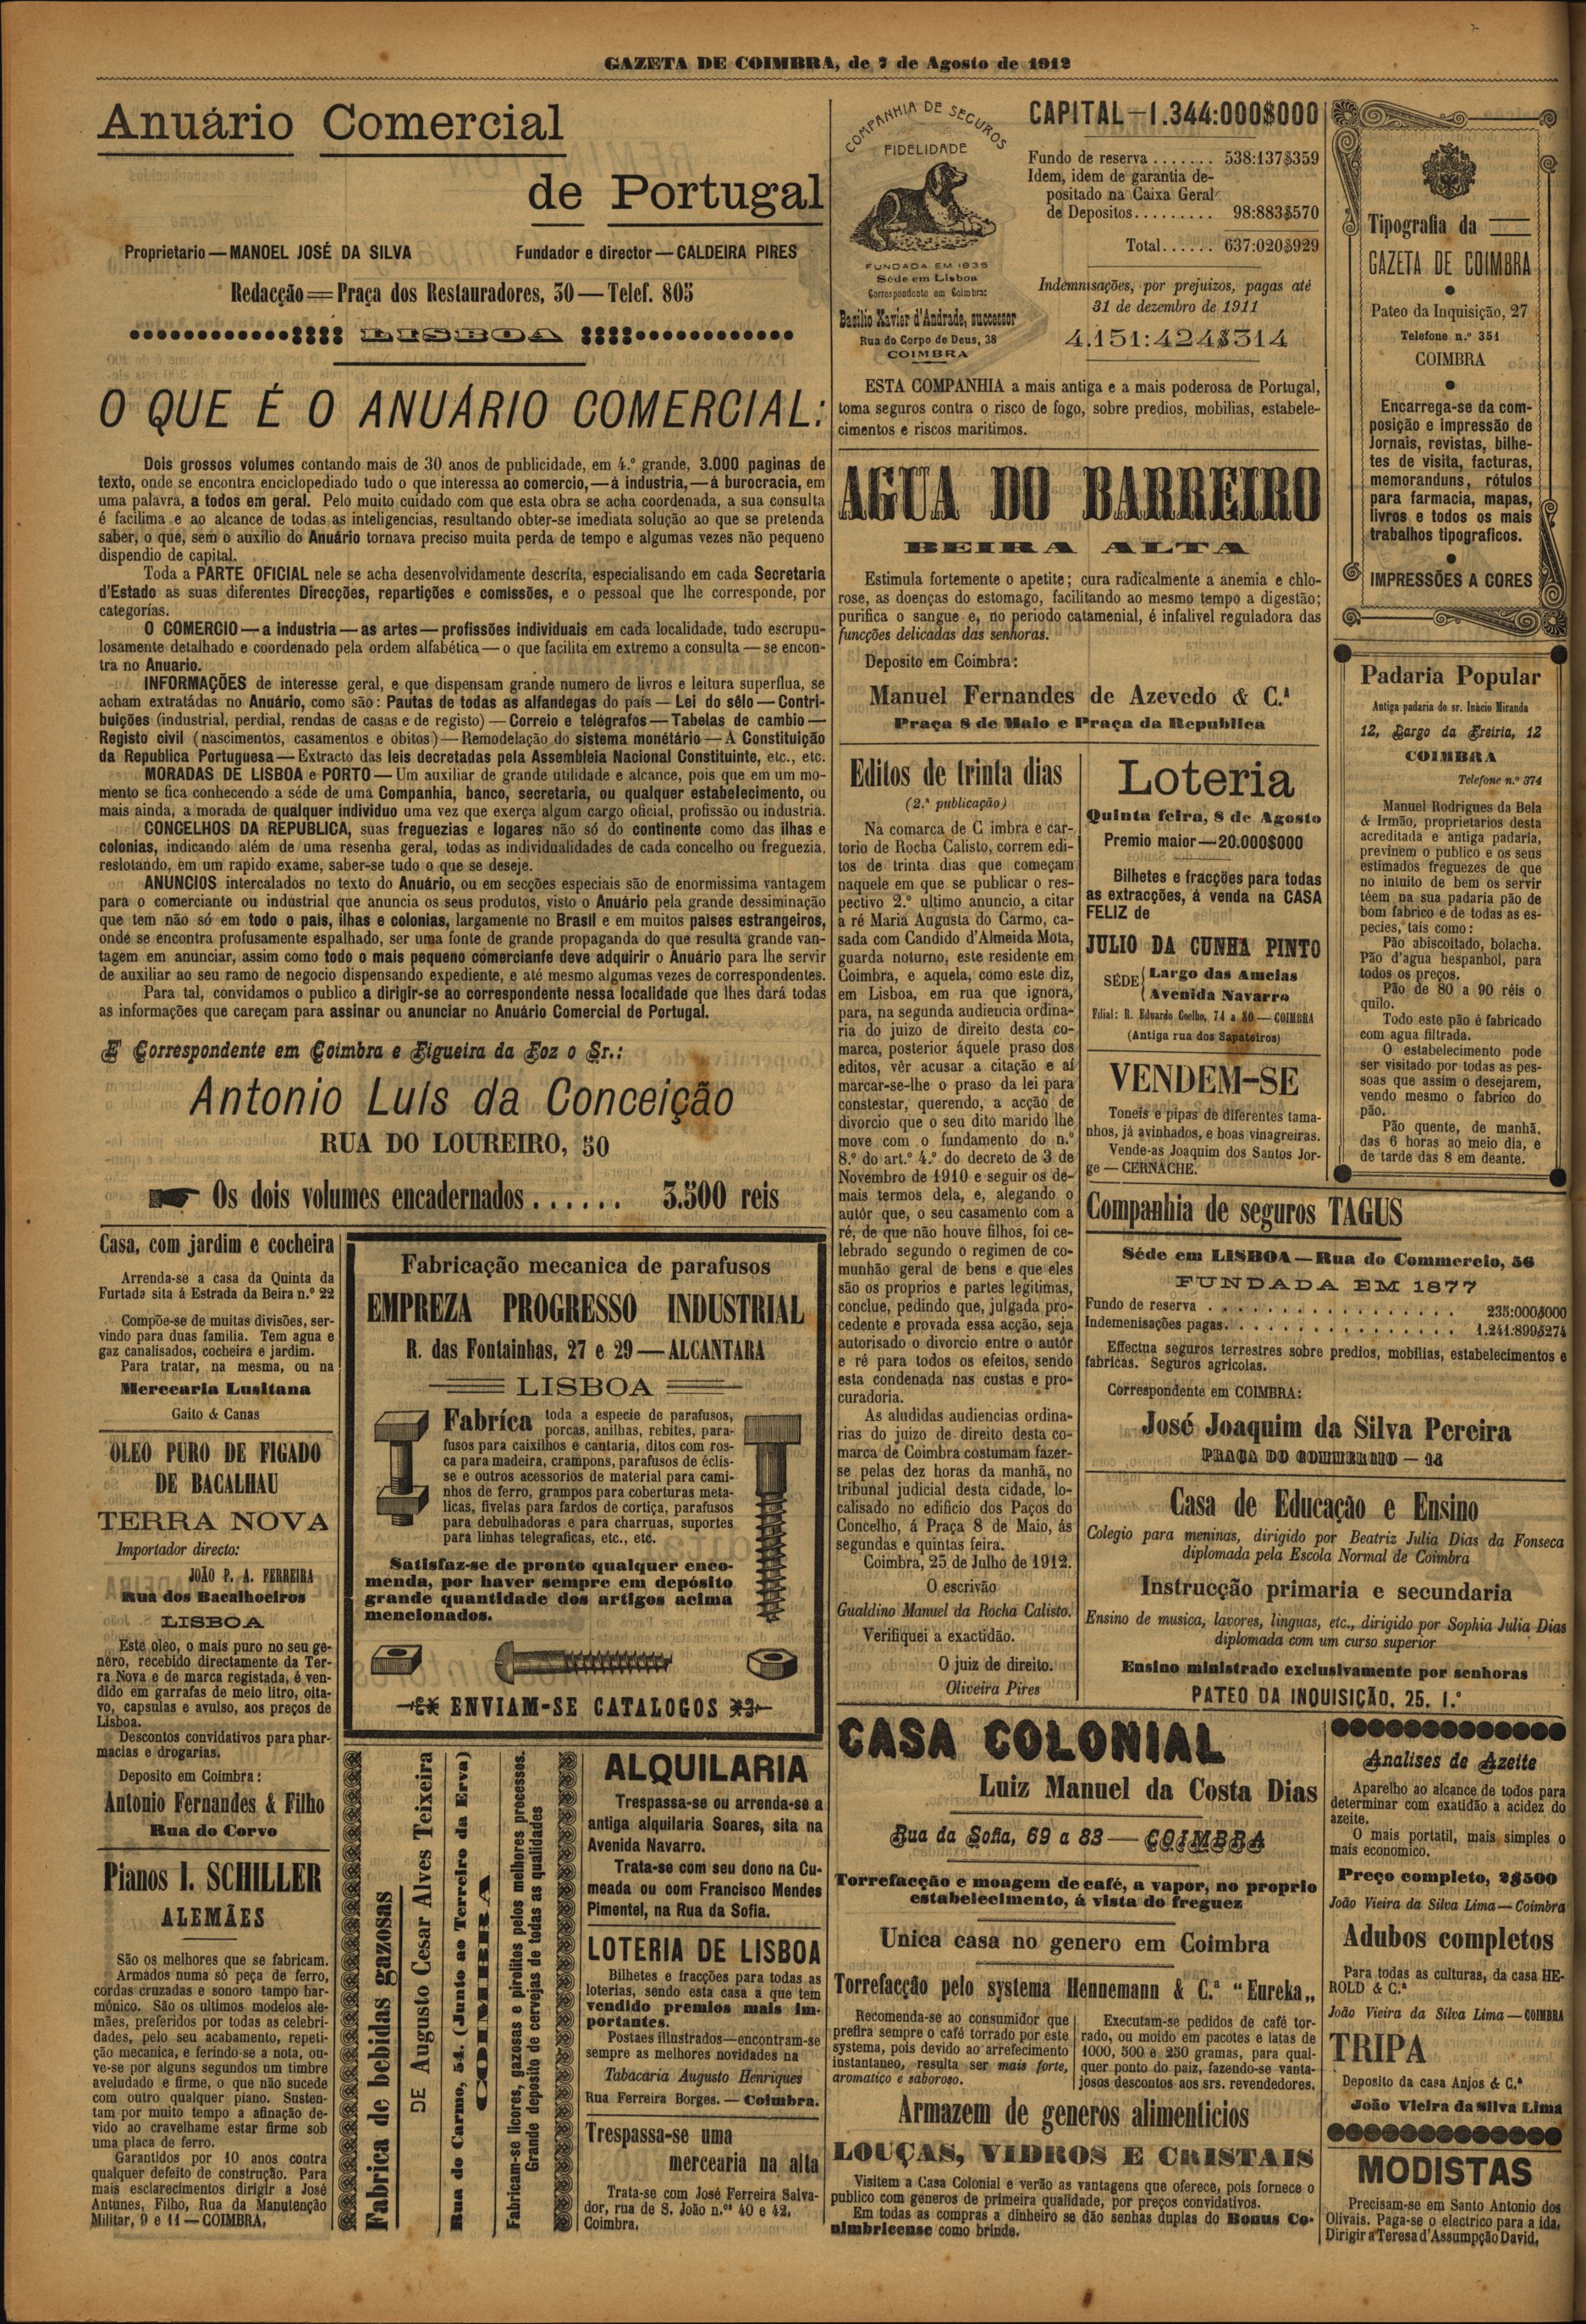 GAZETA DE COIMBRA, de 7 de Agosto de 1912
Anuário Comercial
de Portugal
Proprietario — MANOEL JOSÉ DA SILVA
Fundador e director — CALDEIRA PIRES
Redacção = Praça dos Restauradores, 30 — Telef. 805
LISBOA
O QUE É O ANUÁRIO COMERCIAL:
Dois grossos volumes contando mais de 30 anos de publicidade, em 4.º grande, 3.000 paginas de
texto, onde se encontra enciclopediado tudo o que interessa ao comercio, — á industria, — á burocracia, em
uma palavra, a todos em geral. Pelo muito cuidado com que esta obra se acha coordenada, a sua consulta
é facilima e ao alcance de todas as inteligencias, resultando obter-se imediata solução ao que se pretenda
saber, o que, sem o auxilio do Anuário tornava preciso muita perda de tempo e algumas vezes não pequeno
dispendio de capital.
Toda a PARTE OFICIAL nele se acha desenvolvidamente descríta, especialisando em cada Secretaria
d'Estado as suas diferentes Direcções, repartições e comissões, e o pessoal que lhe corresponde, por
categorías.
O COMERCIO — a industria — as artes — profissões individuais em cada localidade, tudo escrupu-
losamente detalhado e coordenado pela ordem alfabética — o que facilita em extremo a consulta — se encon-
tra no Anuario.
INFORMAÇÕES de interesse geral, e que dispensam grande numero de livros e leitura superflua, se
acham extratádas no Anuário, como são: Pautas de todas as alfandegas do país — Lei do sêlo — Contri-
buições (industrial, perdial, rendas de casas e de registo) — Correio e telégrafos — Tabelas de cambio —
Registo civil (nascimentos, casamentos e óbitos) — Remodelação do sistema monétário — A Constituição
da Republica Portuguesa — Extracto das leis decretadas pela Assembleia Nacional Constituinte, etc., etc.
MORADAS DE LISBOA e PORTO — Um auxiliar de grande utilidade e alcance, pois que em um mo-
mento se fica conhecendo a séde de uma Companhia, banco, secretaria, ou qualquer estabelecimento, ou
mais ainda, a morada de qualquer individuo uma vez que exerça algum cargo oficial, profissão ou industria.
CONCELHOS DA REPUBLICA, suas freguezias e logares não só do continente como das ilhas e
colonias, indicando além de uma resenha geral, todas as individualidades de cada concelho ou freguezia,
reslotando, em um rapido exame, saber-se tudo o que se deseje.
ANUNCIOS intercalados no texto do Anuário, ou em secções especiais são de enormissima vantagem
para o comerciante ou industrial que anuncia os seus produtos, visto o Anuário pela grande dessiminação
que tem não só em todo o país, ilhas e colonias, largamente no Brasil e em muitos países estrangeiros,
onde se encontra profusamente espalhado, ser uma fonte de grande propaganda do que resulta grande van-
tagem em anunciar, assim como todo o mais pequeno comercianfe deve adquirir o Anuário para lhe servir
de auxiliar ao seu ramo de negocio dispensando expediente, e até mesmo algumas vezes de correspondentes.
Para tal, convidamos o publico a dirigir-se ao correspondente nessa localidade que lhes dará todas
as informações que careçam para assinar ou anunciar no Anuário Comercial de Portugal.
E' Correspondente em Coimbra e Figueira da Foz o Sr.:
Antonio Luís da Conceição
RUA DO LOUREIRO, 50
Os dois volumes encadernados . . . . . . 3.500 reis
Casa, com jardim e cocheira
Arrenda-se a casa da Quinta da
Furtada sita á Estrada da Beira n.º 22
Compõe-se de muitas divisões, ser-
vindo para duas familia. Tem agua e
gaz canalisados, cocheira e jardim.
Para tratar, na mesma, ou na
Mercearia Lusitana
Gaito & Canas
OLEO PURO DE FIGADO
DE BACALHAU
TERRA NOVA
Importador directo:
JOÃO P. A. FERREIRA
Rua dos Bacalhoeiros
LISBOA
Este oleo, o mais puro no seu ge-
nero, recebido directamente da Ter-
ra Nova e de marca registada, é ven-
dido em garrafas de meio litro, oita-
vo, capsulas e avulso, aos preços de
Lisboa.
Descontos convidativos para phar-
macias e drogarias.
Deposito em Coimbra:
Antonio Fernandes & Filho
Rua do Corvo
Pianos I. SCHILLER
ALEMÃES
São os melhores que se fabricam.
Armados numa só peça de ferro,
cordas cruzadas e sonoro tampo har-
mónico. São os ultimos modelos ale-
mães, preferidos por todas as celebri-
dades, pelo seu acabamento, repeti-
ção mecanica, e ferindo-se a nota, ou-
ve-se por alguns segundos um timbre
aveludado e firme, o que não sucede
com outro qualquer piano. Susten-
tam por muito tempo a afinação de-
vido ao cravelhame estar firme sob
uma placa de ferro.
Garantidos por 10 anos contra
qualquer defeito de construção. Para
mais esclarecimentos dirigir a José
Antunes, Filho, Rua da Manutenção
Militar, 9 e 11 — COIMBRA.
Fabricação mecanica de parafusos
EMPREZA PROGRESSO INDUSTRIAL
R. das Fontainhas, 27 e 29 — ALCANTARA
LISBOA
Fabríca toda a especie de parafusos,
porcas, anilhas, rebites, para-
fusos para caixilhos e cantaria, ditos com ros-
ca para madeira, crampons, parafusos de éclis-
se e outros acessorios de material para cami-
nhos de ferro, grampos para coberturas meta-
licas, fivelas para fardos de cortiça, parafusos
para debulhadoras e para charruas, suportes
para linhas telegraficas, etc., etc.
Satisfaz-se de pronto qualquer enco-
menda, por haver sempre em depósito
grande quantidade dos artigos acima
mencionados.
ENVIAM-SE CATALOGOS
Fabrica de bebidas gazosas
DE Augusto Cesar Alves Teixeira
Rua do Carmo, 54. (Junto ao Terreiro da Erva)
COIMBRA
Fabricam-se licores, gazosas e pirolitos pelos melhores processos.
Grande deposito de cervejas de todas as qualidades
ALQUILARIA
Trespassa-se ou arrenda-se a
antiga alquilaria Soares, sita na
Avenida Navarro.
Trata-se com seu dono na Cu-
meada ou com Francisco Mendes
Pimentel, na Rua da Sofia.
LOTERIA DE LISBOA
Bilhetes e fracções para todas as
loterias, sendo esta casa a que tem
vendido premios mais im-
portantes.
Postaes illustrados—encontram-se
sempre as melhores novidades na
Tabacaria Augusto Henriques
Rua Ferreira Borges. — Coimbra.
Trespassa-se uma
mercearia na alta
Trata-se com José Ferreira Salva-
dor, rua de S. João n.os 40 e 42,
Coimbra.
COMPANHIA DE SEGUROS
FIDELIDADE
FUNDADA EM 1835
Séde em Lisboa
Correspondente em Coimbra:
Basilio Xavier d'Andrade, successor
Rua do Corpo de Deus, 38
COIMBRA
CAPITAL — 1.344:000$000
Fundo de reserva . . . . . . . 538:137$359
Idem, idem de garantia de-
positado na Caixa Geral
de Depositos. . . . . . . . . 98:883$570
Total. . . . . . 637:020$929
Indemnisações, por prejuizos, pagas até
31 de dezembro de 1911
4.151:424$314
ESTA COMPANHIA a mais antiga e a mais poderosa de Portugal,
toma seguros contra o risco de fogo, sobre predios, mobilias, estabele-
cimentos e riscos maritimos.
AGUA DO BARREIRO
BEIRA ALTA
Estimula fortemente o apetite; cura radicalmente a anemia e chlo-
rose, as doenças do estomago, facilitando ao mesmo tempo a digestão;
purifica o sangue e, no periodo catamenial, é infalivel reguladora das
funcções delicadas das senhoras.
Deposito em Coimbra:
Manuel Fernandes de Azevedo & C.ª
Praça 8 de Maio e Praça da Republica
Editos de trinta dias
(2.ª publicação)
Na comarca de C imbra e car-
torio de Rocha Calisto, correm edi-
tos de trinta dias que começam
naquele em que se publicar o res-
pectivo 2.º ultimo anuncio, a citar
a ré Maria Augusta do Carmo, ca-
sada com Candido d'Almeida Mota,
guarda noturno, este residente em
Coimbra, e aquela, como este diz,
em Lisboa, em rua que ignora,
para, na segunda audiencia ordina-
ria do juizo de direito desta co-
marca, posterior áquele praso dos
editos, vêr acusar a citação e aí
marcar-se-lhe o praso da lei para
constestar, querendo, a acção de
divorcio que o seu dito marido lhe
move com o fundamento do n.º
8.º do art.º 4.º do decreto de 3 de
Novembro de 1910 e seguir os de-
mais termos dela, e, alegando o
autôr que, o seu casamento com a
ré, de que não houve filhos, foi ce-
lebrado segundo o regimen de co-
munhão geral de bens e que eles
são os proprios e partes legitimas,
conclue, pedindo que, julgada pro-
cedente e provada essa acção, seja
autorisado o divorcio entre o autôr
e ré para todos os efeitos, sendo
esta condenada nas custas e pro-
curadoria.
As aludidas audiencias ordina-
rias do juizo de direito desta co-
marca de Coimbra costumam fazer-
se pelas dez horas da manhã, no
tribunal judicial desta cidade, lo-
calisado no edificio dos Paços do
Concelho, á Praça 8 de Maio, ás
segundas e quintas feira.
Coimbra, 25 de Julho de 1912.
O escrivão
Gualdino Manuel da Rocha Calisto.
Verifiquei a exactidão.
O juiz de direito.
Oliveira Pires
Loteria
Quinta feira, 8 de Agosto
Premio maior—20.000$000
Bilhetes e fracções para todas
as extracções, á venda na CASA
FELIZ de
JULIO DA CUNHA PINTO
SÉDE { Largo das Ameias
Avenida Navarro
Filial: R. Eduardo Coelho, 74 a 80 — COIMBRA
(Antiga rua dos Sapateiros)
VENDEM-SE
Toneis e pipas de diferentes tama-
nhos, já avinhados, e boas vinagreiras.
Vende-as Joaquim dos Santos Jor-
ge — CERNACHE.
Tipografia da
GAZETA DE COIMBRA
Pateo da Inquisição, 27
Telefone n.º 351
COIMBRA
Encarrega-se da com-
posição e impressão de
Jornais, revistas, bilhe-
tes de visita, facturas,
memoranduns, rótulos
para farmacia, mapas,
livros e todos os mais
trabalhos tipograficos.
IMPRESSÕES A CORES
Padaria Popular
Antiga padaria do sr. Inácio Miranda
12, Largo da Freiria, 12
COIMBRA
Telefone n.º 374
Manuel Rodrigues da Bela
& Irmão, proprietarios desta
acreditada e antiga padaria,
previnem o publico e os seus
estimados freguezes de que
no intuito de bem os servir
têem na sua padaria pão de
bom fabrico e de todas as es-
pecies, tais como:
Pão abiscoitado, bolacha.
Pão d'agua hespanhol, para
todos os preços.
Pão de 80 a 90 réis o
quilo.
Todo este pão é fabricado
com agua filtrada.
O estabelecimento pode
ser visitado por todas as pes-
soas que assim o desejarem,
vendo mesmo o fabrico do
pão.
Pão quente, de manhã,
das 6 horas ao meio dia, e
de tarde das 8 em deante.
Companhia de seguros TAGUS
Séde em LISBOA — Rua do Commercio, 56
FUNDADA EM 1877
Fundo de reserva . . . . . . . . . . . . . . . . 235:000$000
Indemenisações pagas. . . . . . . . . . . . . . . 1.241:899$274
Effectua seguros terrestres sobre predios, mobilias, estabelecimentos e
fabricas. Seguros agricolas.
Correspondente em COIMBRA:
José Joaquim da Silva Pereira
PRAÇA DO COMMERCIO —
Casa de Educação e Ensino
Colegio para meninas, dirigido por Beatriz Julia Dias da Fonseca
diplomada pela Escola Normal de Coimbra
Instrucção primaria e secundaria
Ensino de musica, lavores, linguas, etc., dirigido por Sophia Julia Dias
diplomada com um curso superior
Ensino ministrado exclusivamente por senhoras
PATEO DA INQUISIÇÃO, 25. 1.º
CASA COLONIAL
Luiz Manuel da Costa Dias
Rua da Sofia, 69 a 83 — COIMBRA
Torrefacção e moagem de café, a vapor, no proprio
estabelecimento, á vista do freguez
Unica casa no genero em Coimbra
Torrefacção pelo systema Hennemann & C.ª "Eureka„
Recomenda-se ao consumidor que
prefira sempre o café torrado por este
systema, pois devido ao arrefecimento
instantaneo, resulta ser mais forte,
aromatico e saboroso.
Executam-se pedidos de café tor-
rado, ou moido em pacotes e latas de
1000, 500 e 250 gramas, para qual-
quer ponto do paiz, fazendo-se vanta-
josos descontos aos srs. revendedores.
Armazem de generos alimenticios
LOUÇAS, VIDROS E CRISTAIS
Visitem a Casa Colonial e verão as vantagens que oferece, pois fornece o
publico com generos de primeira qualidade, por preços convidativos.
Em todas as compras a dinheiro se dão senhas duplas do Bonus Co-
nimbricense como brinde.
Analises de Azeite
Aparelho ao alcance de todos para
determinar com exatidão a acidez do
azeite.
O mais portatil, mais simples o
mais economico.
Preço completo, 2$500
João Vieira da Silva Lima — Coimbra
Adubos completos
Para todas as culturas, da casa HE-
ROLD & C.ª
João Vieira da Silva Lima — COIMBRA
TRIPA
Deposito da casa Anjos & C.ª
João Vieira da Silva Lima
MODISTAS
Precisam-se em Santo Antonio dos
Olivais. Paga-se o electrico para a ida,
Dirigir a Teresa d'Assumpção David,